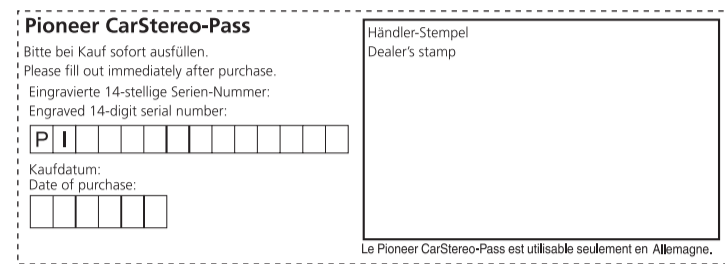 Pioneer CarStereo-Pass
Bitte bei Kauf sofort ausfüllen.
Please fill out immediately after purchase.
Eingravierte 14-stellige Serien-Nummer:
Engraved 14-digit serial number:
P I
Kaufdatum:
Date of purchase:
Händler-Stempel
Dealer's stamp
Le Pioneer CarStereo-Pass est utilisable seulement en Allemagne.